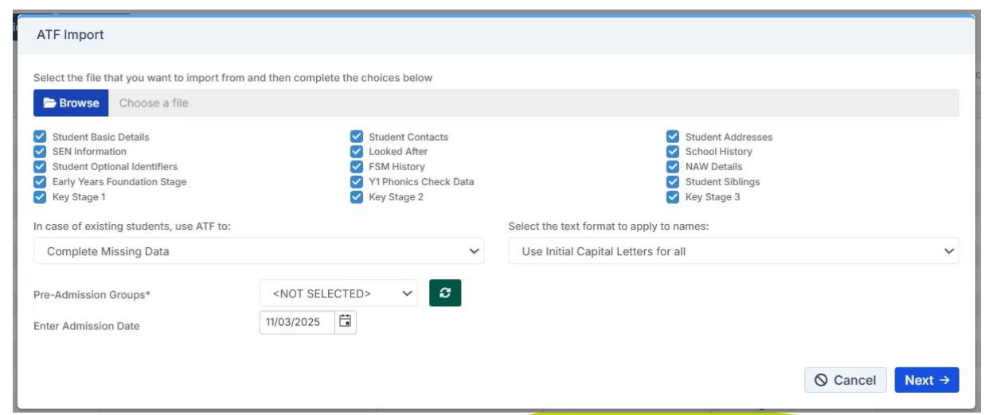 ATF Import
Select the file that you want to import from and then complete the choices below
Browse Choose a file
Student Basic Details Student Contacts Student Addresses
SEN Information Looked After School History
Student Optional Identifiers FSM History NAW Details
Early Years Foundation Stage Y1 Phonics Check Data Student Siblings
Key Stage 1 Key Stage 2 Key Stage 3
In case of existing students, use ATF to: Select the text format to apply to names:
Complete Missing Data Use Initial Capital Letters for all
Pre-Admission Groups* <NOT SELECTED>
Enter Admission Date 11/03/2025
Cancel Next →